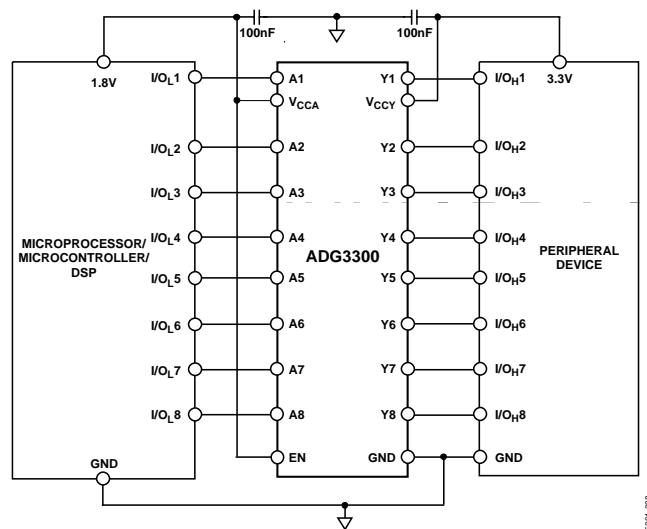 100nF 100nF
1.8V 3.3V
I/OL1 A1 Y1 I/OH1
VCCA VCCY
I/OL2 A2 Y2 I/OH2
I/OL3 A3 Y3 I/OH3
I/OL4 A4 Y4 I/OH4
MICROPROCESSOR/
MICROCONTROLLER/
DSP
ADG3300
PERIPHERAL
DEVICE
I/OL5 A5 Y5 I/OH5
I/OL6 A6 Y6 I/OH6
I/OL7 A7 Y7 I/OH7
I/OL8 A8 Y8 I/OH8
GND EN GND GND